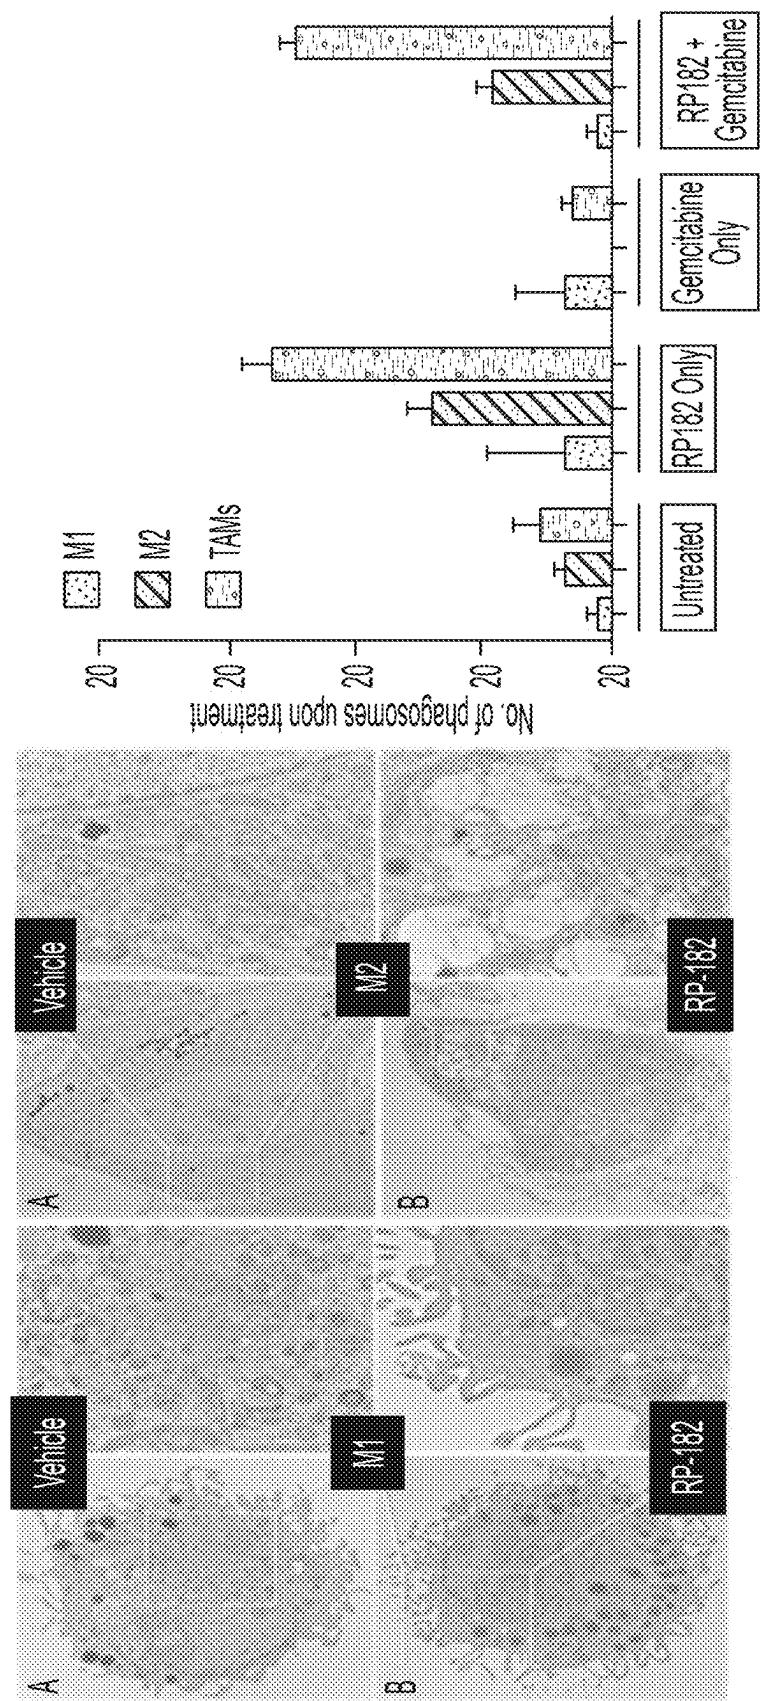 A
Vehicle
M1
B
RP-182
A
Vehicle
M2
B
RP-182
No. of phagosomes upon treatment
20
20
20
20
20
M1
M2
TAMs
Untreated
RP182 Only
Gemcitabine
Only
RP182 +
Gemcitabine